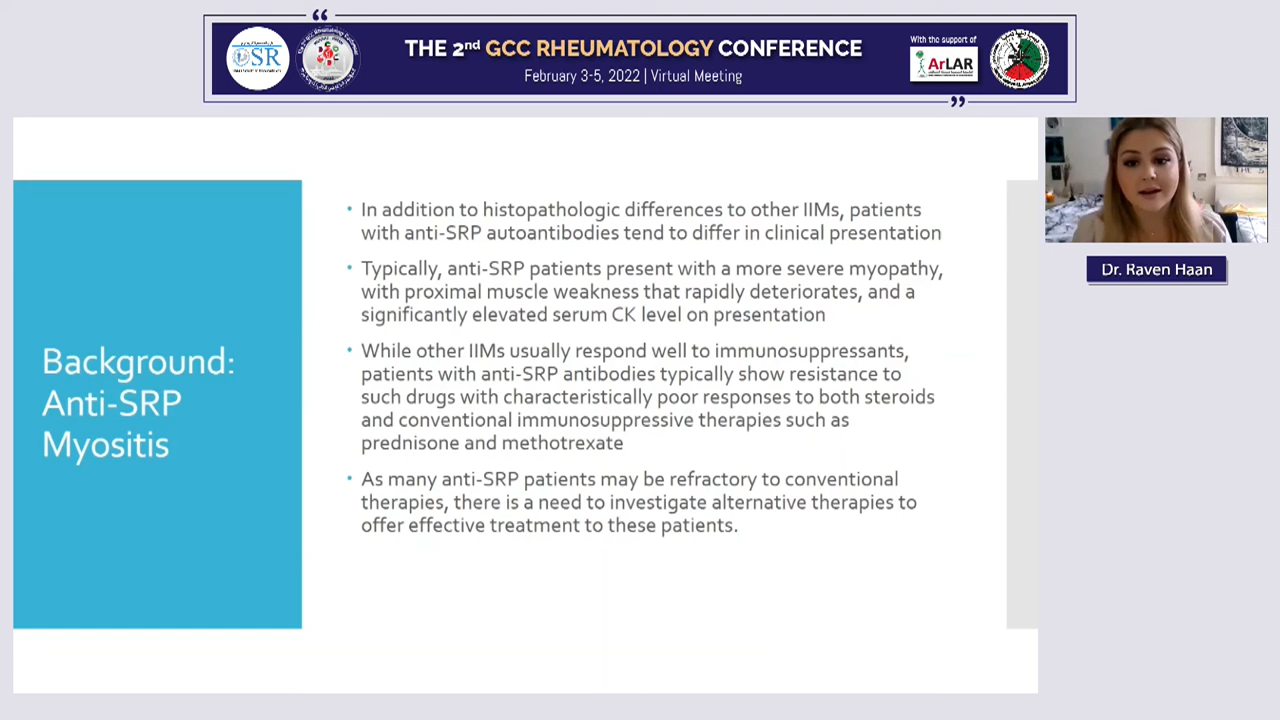 “
THE 2nd GCC RHEUMATOLOGY CONFERENCE
February 3-5, 2022 | Virtual Meeting
SR
With the support of
ArLAR
”
Dr. Raven Haan
Background:
Anti-SRP
Myositis
• In addition to histopathologic differences to other IIMs, patients
with anti-SRP autoantibodies tend to differ in clinical presentation
• Typically, anti-SRP patients present with a more severe myopathy,
with proximal muscle weakness that rapidly deteriorates, and a
significantly elevated serum CK level on presentation
• While other IIMs usually respond well to immunosuppressants,
patients with anti-SRP antibodies typically show resistance to
such drugs with characteristically poor responses to both steroids
and conventional immunosuppressive therapies such as
prednisone and methotrexate
• As many anti-SRP patients may be refractory to conventional
therapies, there is a need to investigate alternative therapies to
offer effective treatment to these patients.